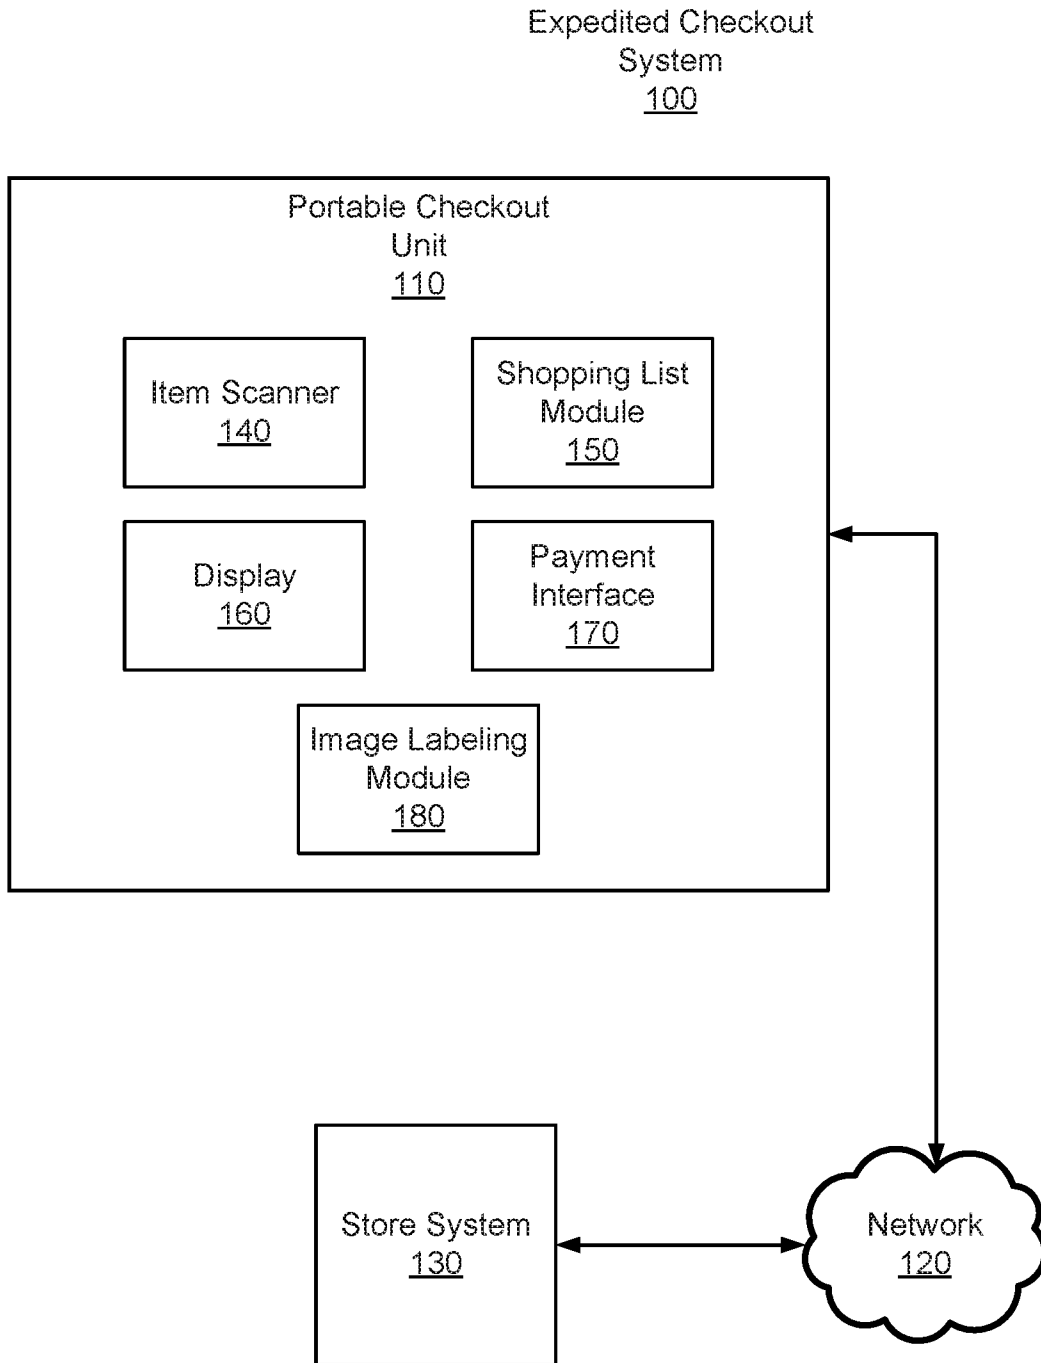 Expedited Checkout
System
100
Portable Checkout
Unit
110
Item Scanner
140
Shopping List
Module
150
Display
160
Payment
Interface
170
Image Labeling
Module
180
Store System
130
Network
120